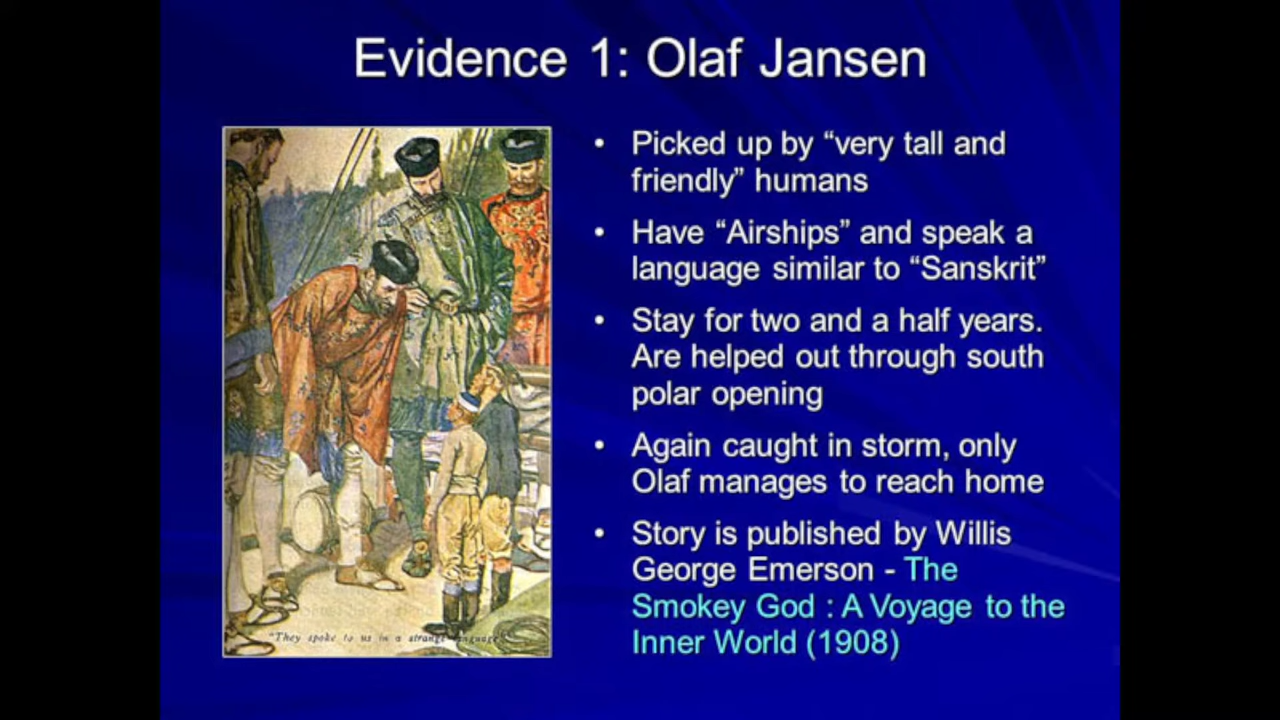 Evidence 1: Olaf Jansen
• Picked up by “very tall and
friendly” humans
• Have “Airships” and speak a
language similar to “Sanskrit”
• Stay for two and a half years.
Are helped out through south
polar opening
• Again caught in storm, only
Olaf manages to reach home
• Story is published by Willis
George Emerson - The
Smokey God : A Voyage to the
Inner World (1908)
"They spoke to us in a strange language"